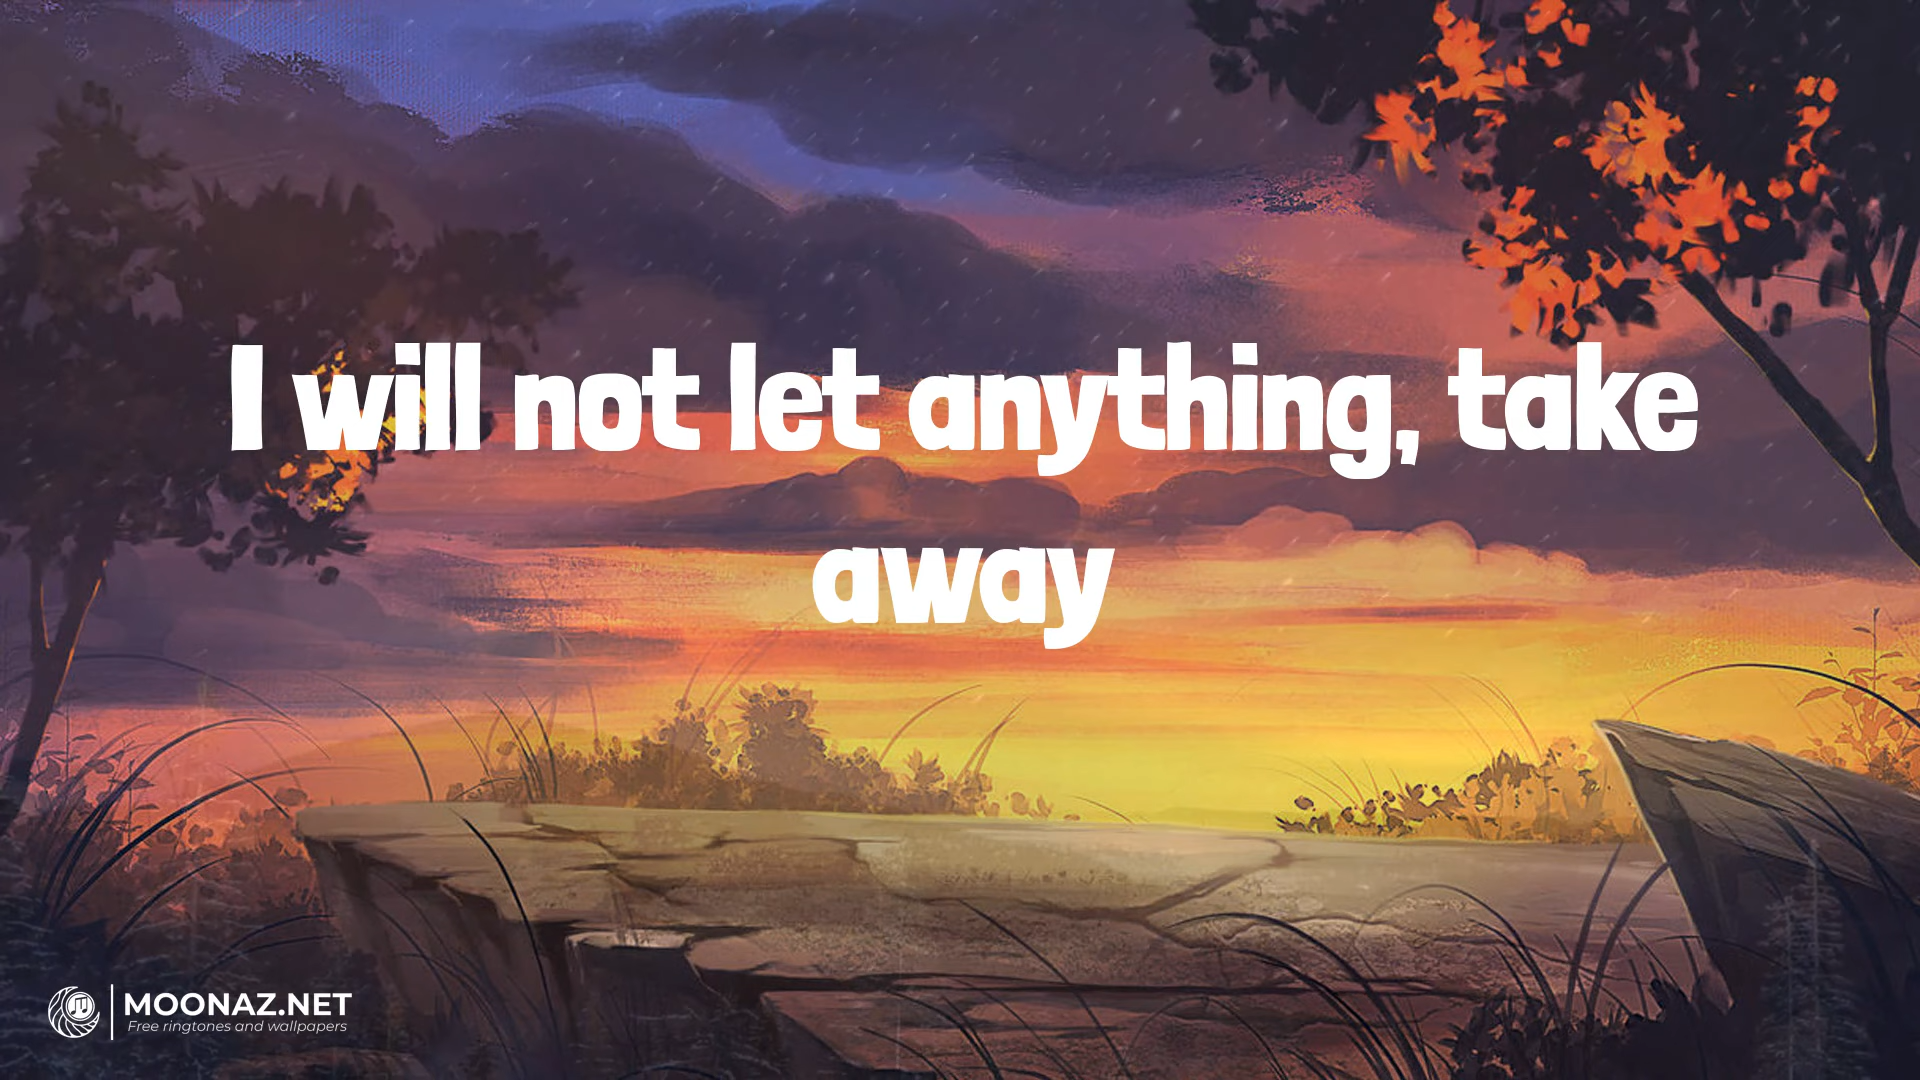 I will not let anything, take
away
MOONAZ.NET
Free ringtones and wallpapers